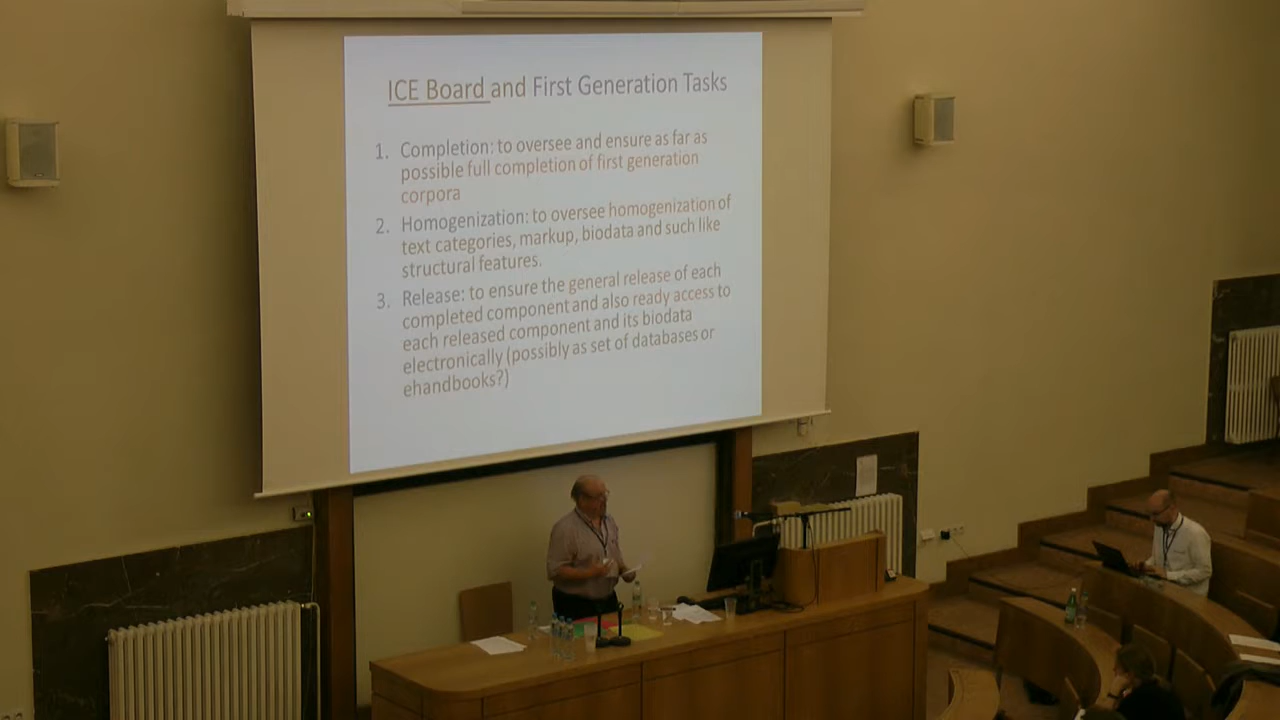 ICE Board and First Generation Tasks
1. Completion: to oversee and ensure as far as
possible full completion of first generation
corpora
2. Homogenization: to oversee homogenization of
text categories, markup, biodata and such like
structural features.
3. Release: to ensure the general release of each
completed component and also ready access to
each released component and its biodata
electronically (possibly as set of databases or
ehandbooks?)